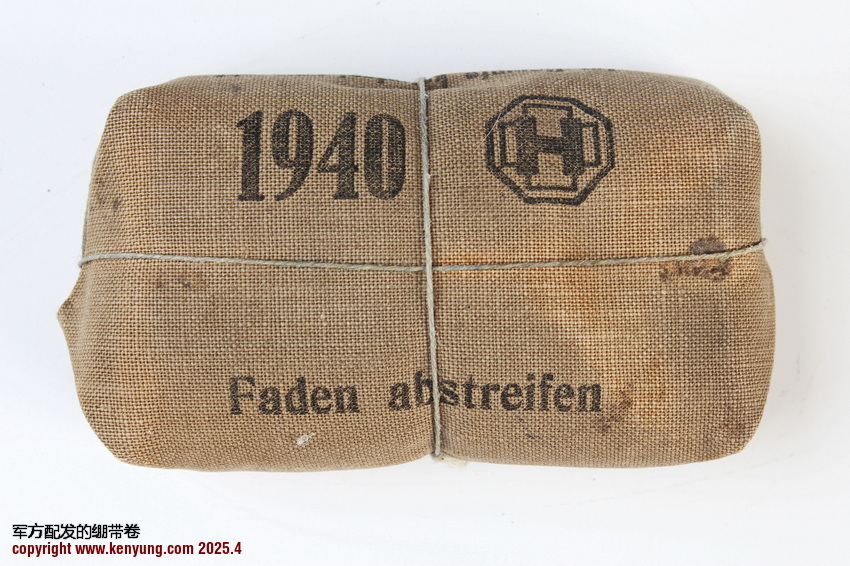 1940 H
Faden abstreifen
军方配发的绷带卷
copyright www.kenyung.com 2025.4